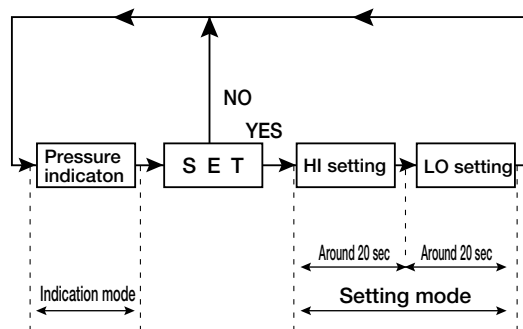 NO
YES
Pressure
indicaton
S E T
HI setting
LO setting
Around 20 sec
Around 20 sec
Indication mode
Setting mode